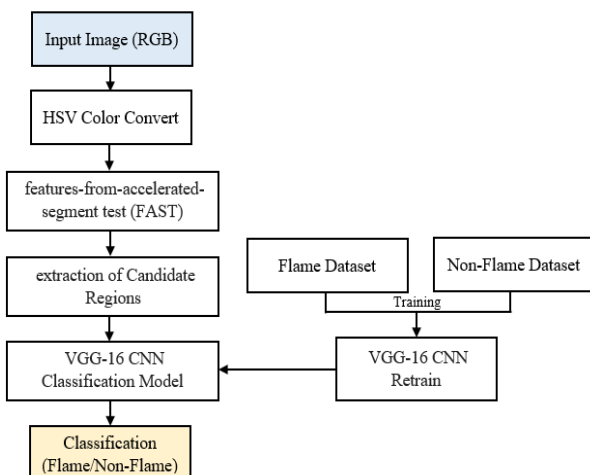 Input Image (RGB)
HSV Color Convert
features-from-accelerated-
segment test (FAST)
extraction of Candidate
Regions
Flame Dataset
Non-Flame Dataset
Training
VGG-16 CNN
Classification Model
VGG-16 CNN
Retrain
Classification
(Flame/Non-Flame)